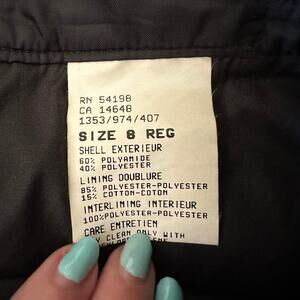 RN 54198
CA 14648
1353/974/407
SIZE 8 REG
SHELL EXTERIEUR
60% POLYAMIDE
40% POLYESTER
LINING DOUBLURE
85% POLYESTER-POLYESTER
15% COTTON-COTON
INTERLINING INTERIEUR
100%POLYESTER-POLYESTER
CARE ENTRETIEN
CLEAN ONLY WITH